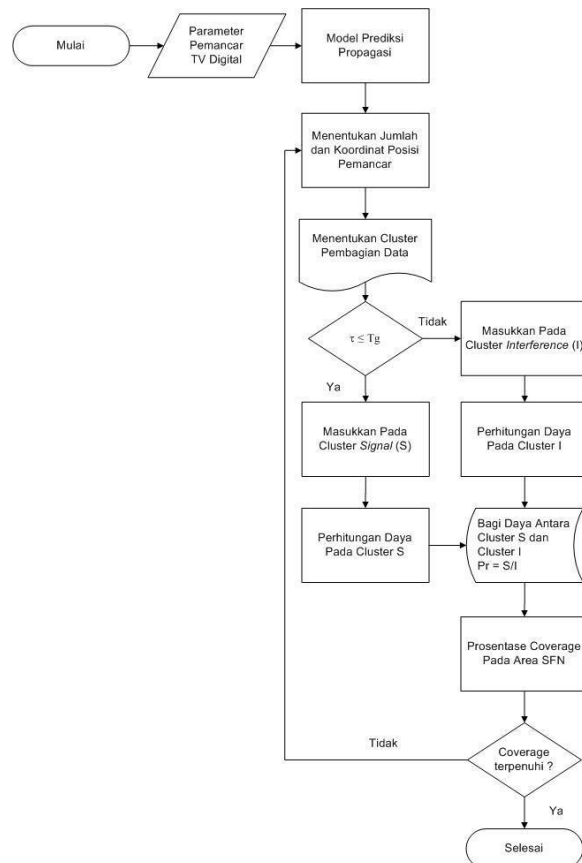 Mulai
Parameter
Pemancar
TV Digital
Model Prediksi
Propagasi
Menentukan Jumlah
dan Koordinat Posisi
Pemancar
Menentukan Cluster
Pembagian Data
τ ≤ Tg
Tidak
Masukkan Pada
Cluster Interference (I)
Ya
Masukkan Pada
Cluster Signal (S)
Perhitungan Daya
Pada Cluster I
Perhitungan Daya
Pada Cluster S
Bagi Daya Antara
Cluster S dan
Cluster I
Pr = S/I
Prosentase Coverage
Pada Area SFN
Tidak
Coverage
terpenuhi ?
Ya
Selesai